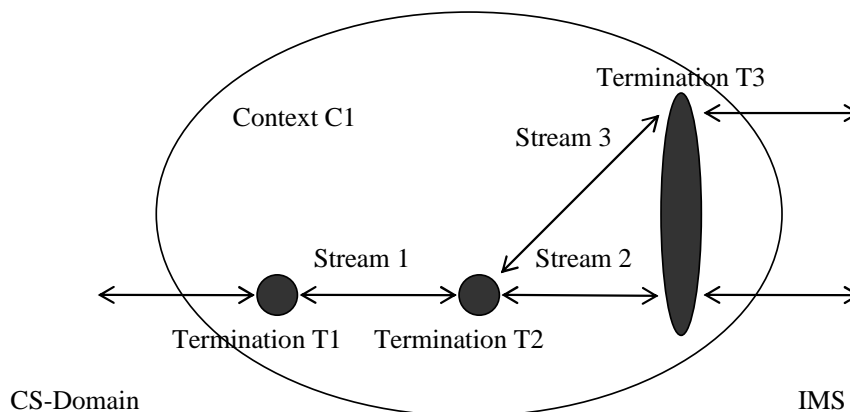 Termination T3
Context C1
Stream 3
Stream 1
Stream 2
Termination T1
Termination T2
CS-Domain
IMS